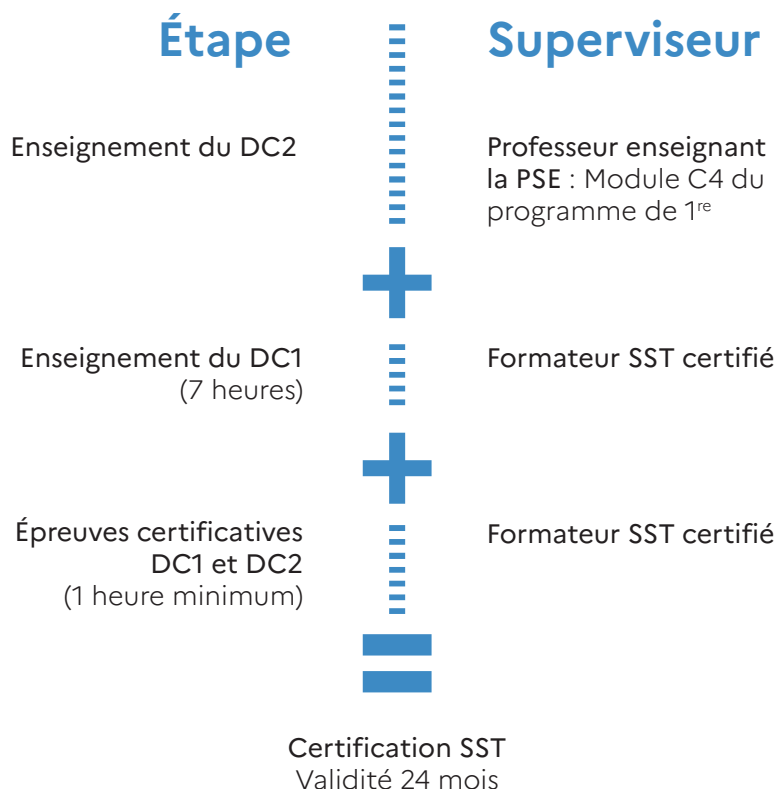 Étape
Superviseur
Enseignement du DC2
Professeur enseignant
la PSE : Module C4 du
programme de 1re
Enseignement du DC1
(7 heures)
Formateur SST certifié
Épreuves certificatives
DC1 et DC2
(1 heure minimum)
Formateur SST certifié
Certification SST
Validité 24 mois